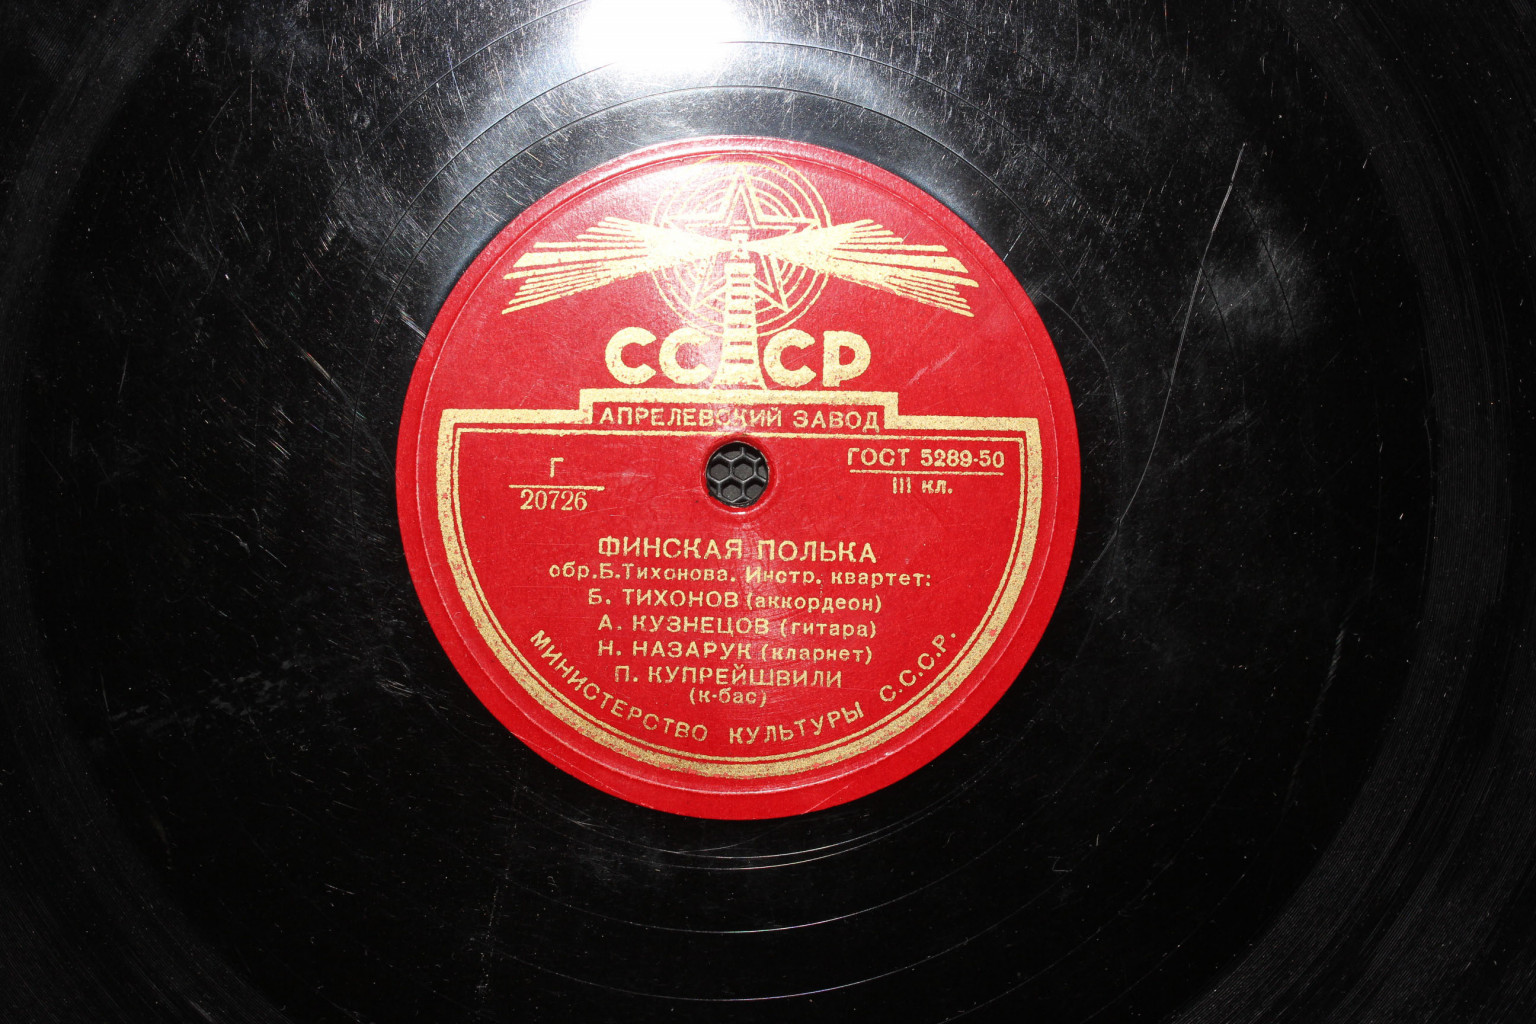 СССР
АПРЕЛЕВСКИЙ ЗАВОД
Г
20726
ГОСТ 5289-50
III кл.
ФИНСКАЯ ПОЛЬКА
обр. Б. Тихонова. Инстр. квартет:
Б. ТИХОНОВ (аккордеон)
А. КУЗНЕЦОВ (гитара)
Н. НАЗАРУК (кларнет)
П. КУПРЕЙШВИЛИ
(к-бас)
МИНИСТЕРСТВО КУЛЬТУРЫ С.С.С.Р.